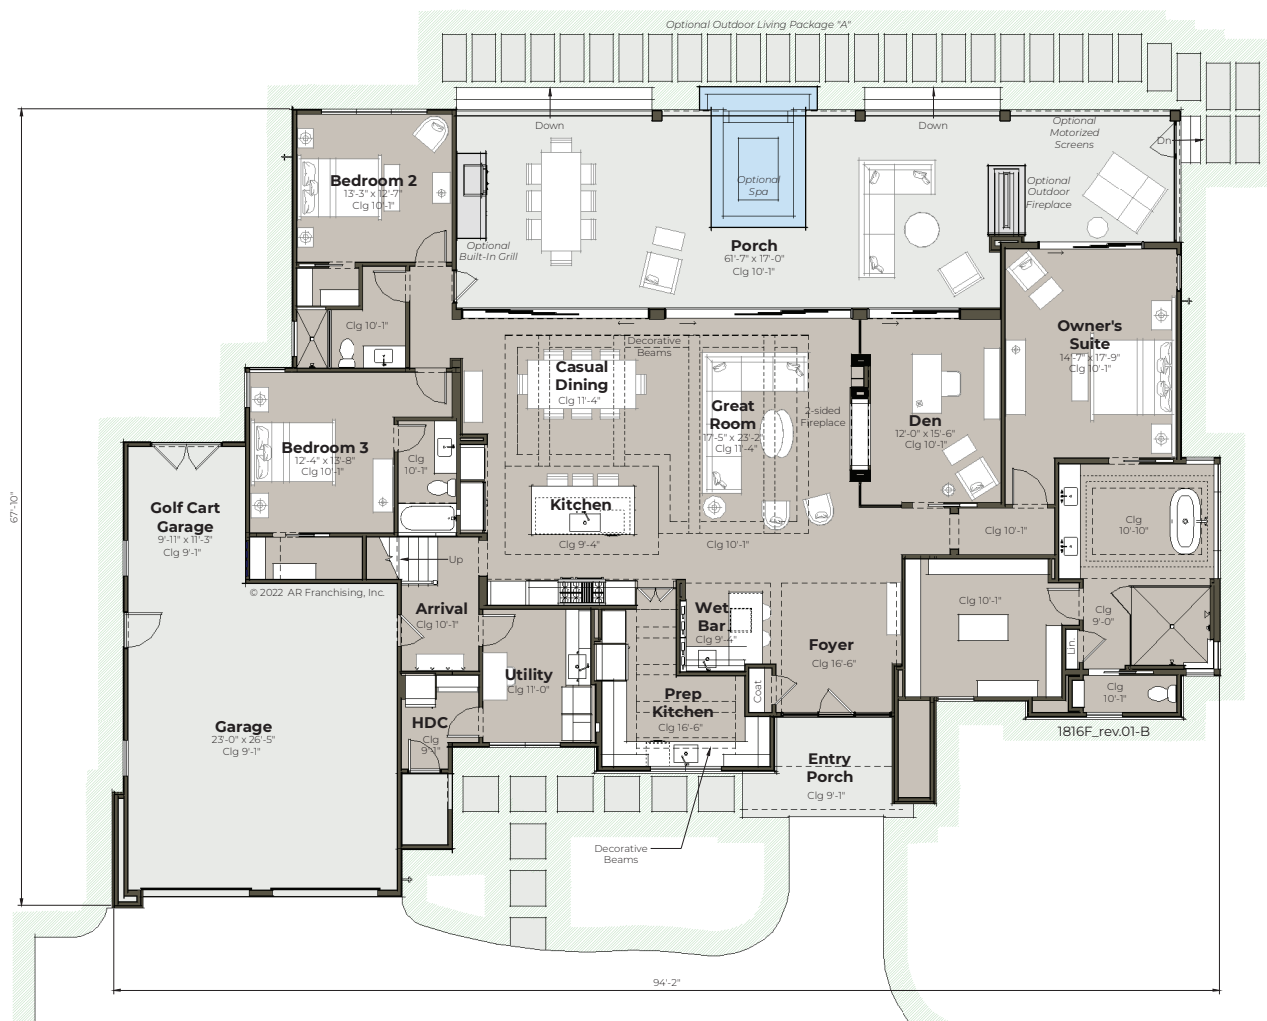 Optional Outdoor Living Package "A"
Down
Down
Optional
Motorized
Screens
Dn
Bedroom 2
13'-3" x 12'-7"
Clg 10'-1"
Optional
Spa
Optional
Outdoor
Fireplace
Optional
Built-In Grill
Porch
61'-7" x 17'-0"
Clg 10'-1"
Clg 10'-1"
Decorative
Beams
Owner's
Suite
14'-7" x 17'-9"
Clg 10'-1"
Casual
Dining
Clg 11'-4"
Great
Room
17'-5" x 23'-2"
Clg 11'-4"
2-sided
Fireplace
Den
12'-0" x 15'-6"
Clg 10'-1"
Bedroom 3
12'-4" x 13'-8"
Clg 10'-1"
Clg
10'-1"
67'-10"
Golf Cart
Garage
9'-11" x 11'-3"
Clg 9'-1"
Kitchen
Clg 9'-4"
Clg 10'-1"
Clg 10'-1"
Clg
10'-10"
Up
© 2022 AR Franchising, Inc.
Arrival
Clg 10'-1"
Wet
Bar
Clg 9'-4"
Clg 10'-1"
Clg
9'-0"
Foyer
Clg 16'-6"
Lin.
Utility
Clg 11'-0"
Coat
Prep
Kitchen
Clg 16'-6"
Clg
10'-1"
HDC
Clg
9'-1"
Garage
23'-0" x 26'-5"
Clg 9'-1"
1816F_rev.01-B
Entry
Porch
Clg 9'-1"
Decorative
Beams
94'-2"